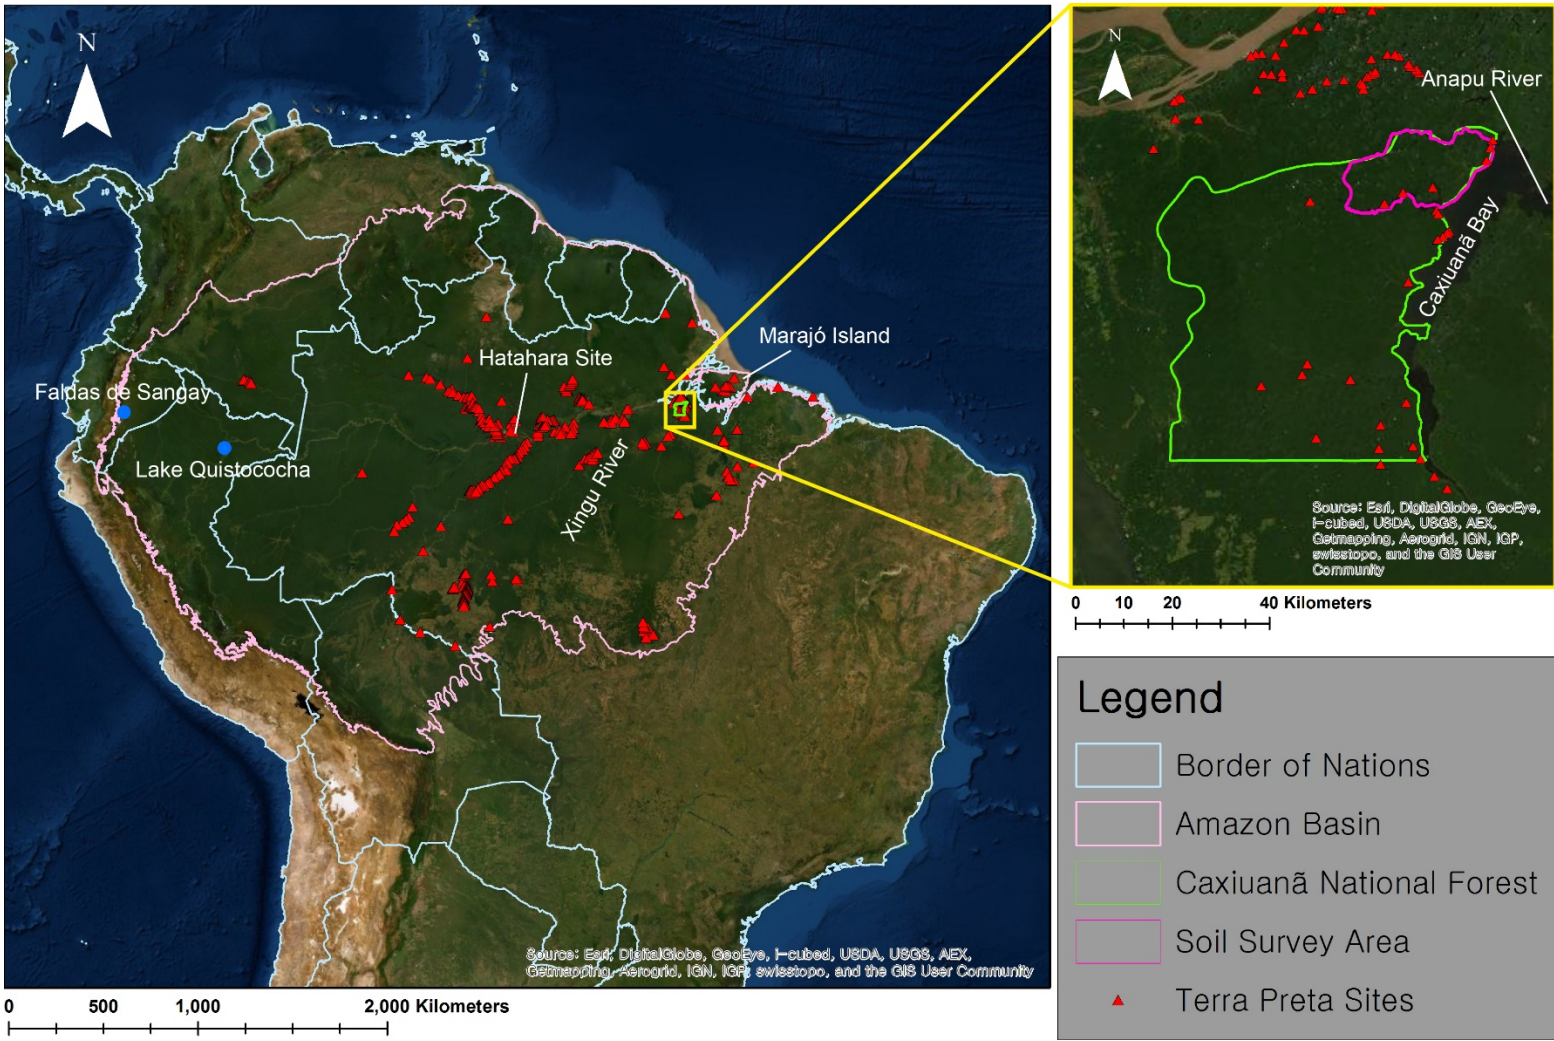 N
Hatahara Site
Marajó Island
Faldas de Sangay
Lake Quistococha
Xingu River
Source: Esri, DigitalGlobe, GeoEye, i-cubed, USDA, USGS, AEX,
Getmapping, Aerogrid, IGN, IGP, swisstopo, and the GIS User Community
0 500 1,000 2,000 Kilometers
N
Anapu River
Caxiuanã Bay
Source: Esri, DigitalGlobe, GeoEye,
i-cubed, USDA, USGS, AEX,
Getmapping, Aerogrid, IGN, IGP,
swisstopo, and the GIS User
Community
0 10 20 40 Kilometers
Legend
Border of Nations
Amazon Basin
Caxiuanã National Forest
Soil Survey Area
Terra Preta Sites